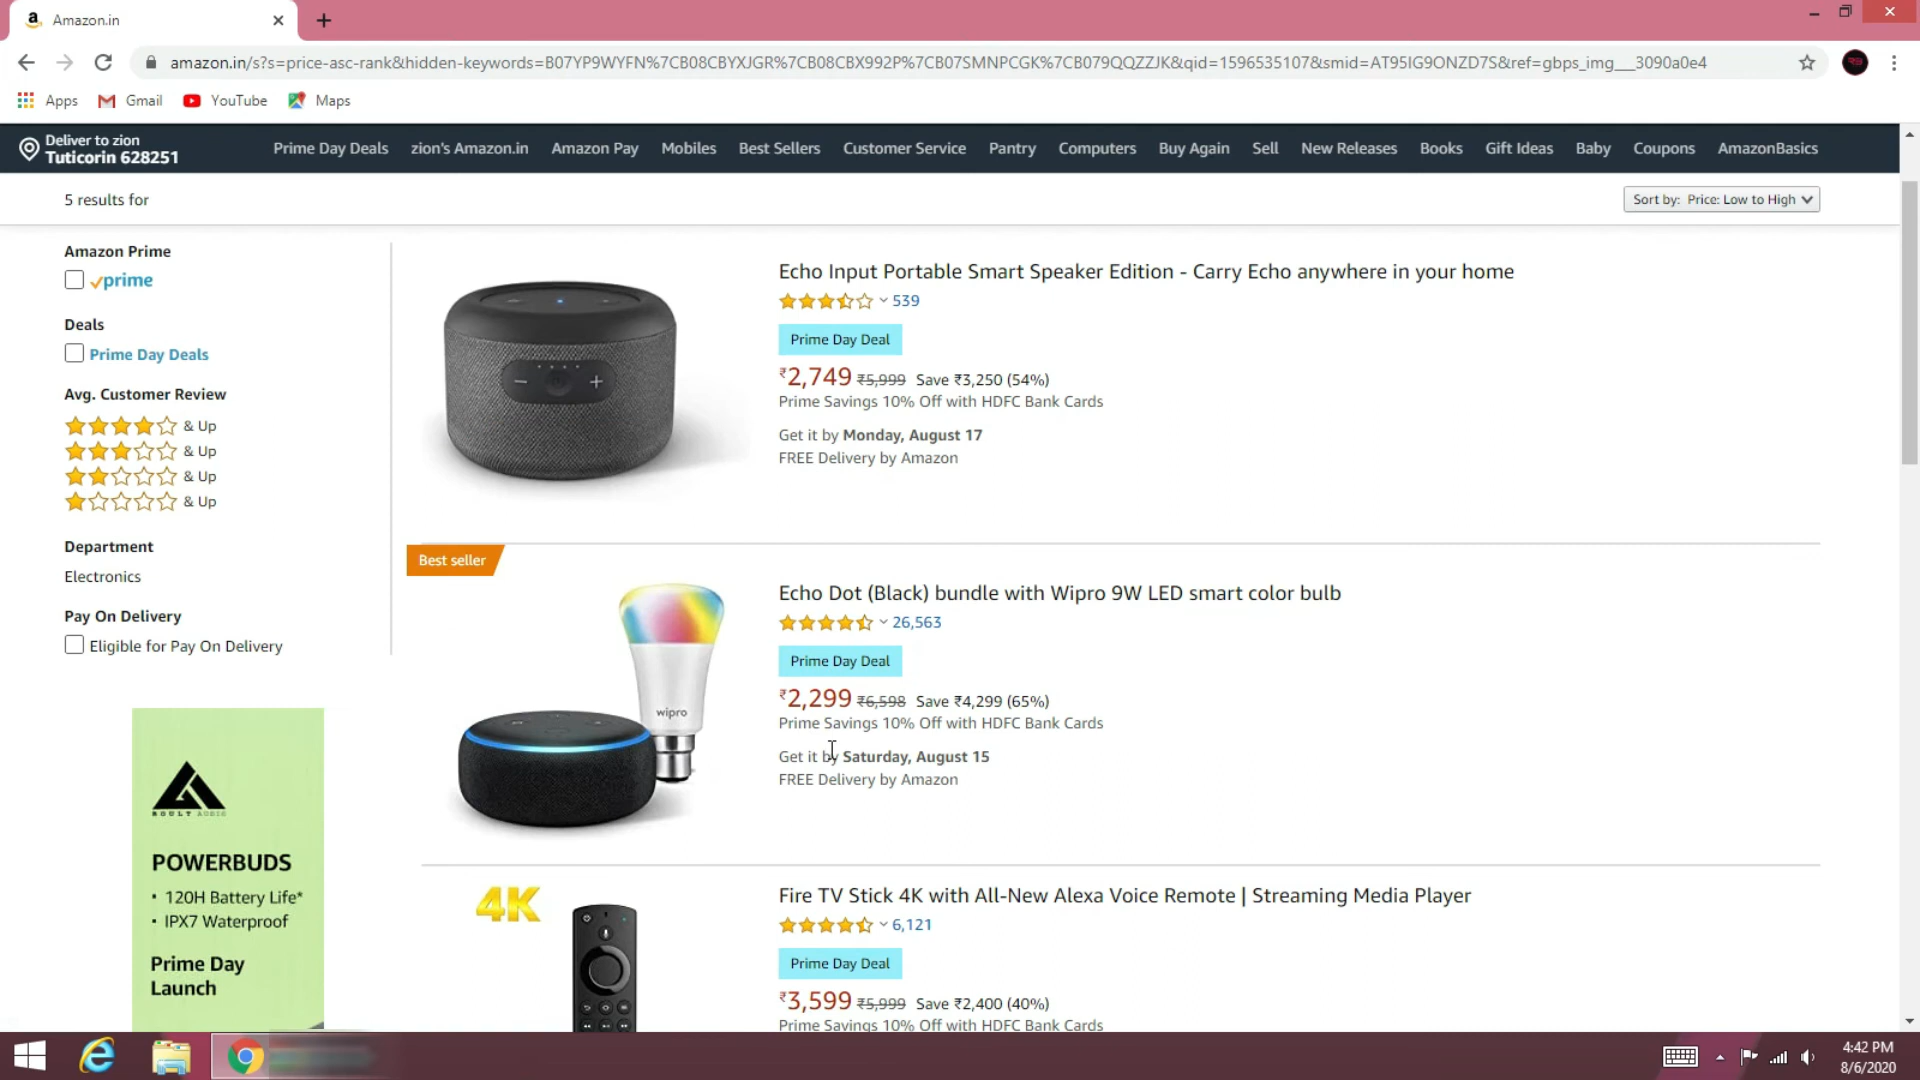 Amazon.in
amazon.in/s?s=price-asc-rank&hidden-keywords=B07YP9WYFN%7CB08CBYXJGR%7CB08CBX992P%7CB07SMNPCGK%7CB079QQZZJK&qid=1596535107&smid=AT95IG9ONZD7S&ref=gbps_img___3090a0e4
Apps Gmail YouTube Maps
Deliver to zion
Tuticorin 628251
Prime Day Deals zion's Amazon.in Amazon Pay Mobiles Best Sellers Customer Service Pantry Computers Buy Again Sell New Releases Books Gift Ideas Baby Coupons AmazonBasics
5 results for
Sort by: Price: Low to High
Amazon Prime
prime
Deals
Prime Day Deals
Avg. Customer Review
& Up
& Up
& Up
& Up
Department
Electronics
Pay On Delivery
Eligible for Pay On Delivery
BOULT AUDIO
POWERBUDS
• 120H Battery Life*
• IPX7 Waterproof
Prime Day
Launch
Echo Input Portable Smart Speaker Edition - Carry Echo anywhere in your home
539
Prime Day Deal
₹2,749 ₹5,999 Save ₹3,250 (54%)
Prime Savings 10% Off with HDFC Bank Cards
Get it by Monday, August 17
FREE Delivery by Amazon
Best seller
wipro
Echo Dot (Black) bundle with Wipro 9W LED smart color bulb
26,563
Prime Day Deal
₹2,299 ₹6,598 Save ₹4,299 (65%)
Prime Savings 10% Off with HDFC Bank Cards
Get it by Saturday, August 15
FREE Delivery by Amazon
4K
Fire TV Stick 4K with All-New Alexa Voice Remote | Streaming Media Player
6,121
Prime Day Deal
₹3,599 ₹5,999 Save ₹2,400 (40%)
Prime Savings 10% Off with HDFC Bank Cards
4:42 PM
8/6/2020